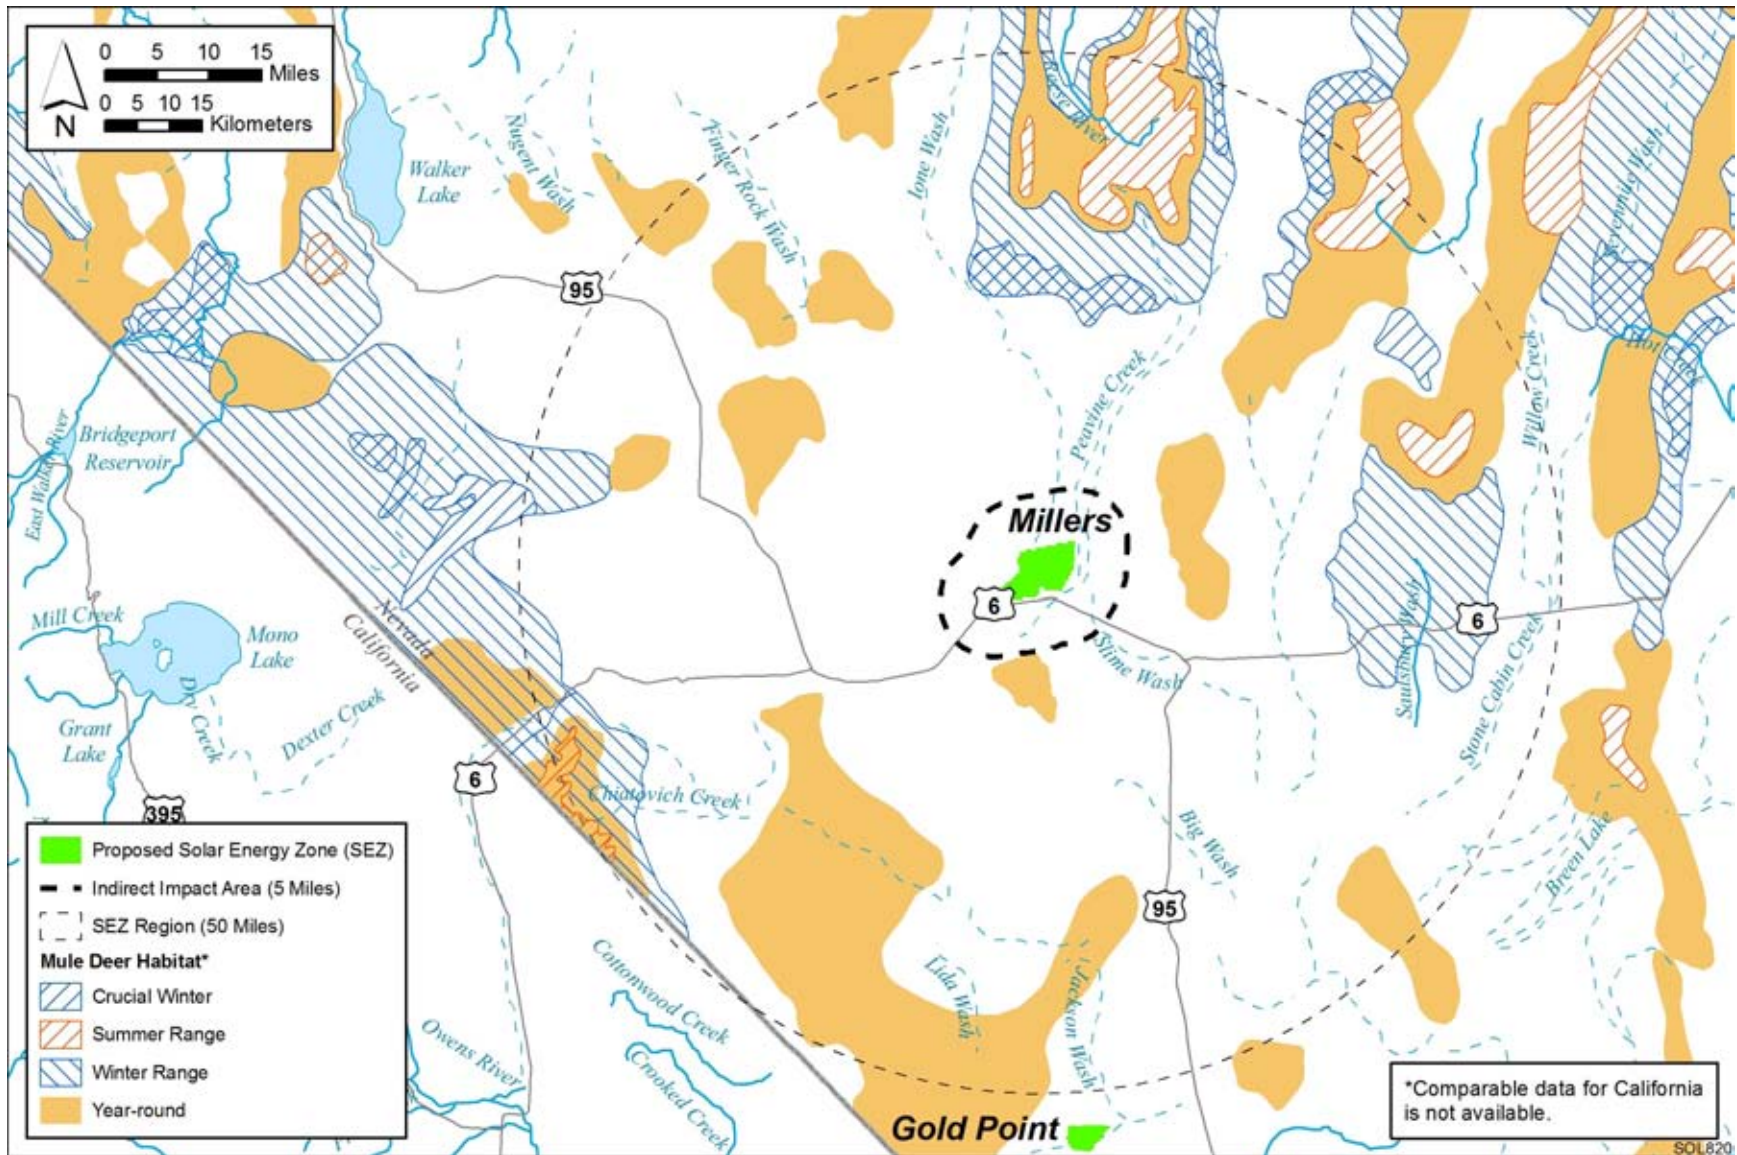 0 5 10 15
Miles
0 5 10 15
Kilometers
N
Walker
Lake
Nugent Wash
Finger Rock Wash
Ione Wash
Reese River
Sevenmile Wash
95
Hot Creek
Willow Creek
Peavine Creek
East Walker River
Bridgeport
Reservoir
Millers
6
6
Mill Creek
Mono
Lake
Nevada
California
Slime Wash
Saulsbury Wash
Stone Cabin Creek
Dry Creek
Dexter Creek
Grant
Lake
6
395
Chiatovich Creek
Big Wash
Breen Lake
95
Proposed Solar Energy Zone (SEZ)
Indirect Impact Area (5 Miles)
SEZ Region (50 Miles)
Mule Deer Habitat*
Crucial Winter
Summer Range
Winter Range
Year-round
Cottonwood Creek
Lida Wash
Jackson Wash
Owens River
Crooked Creek
*Comparable data for California
is not available.
Gold Point
SOL820